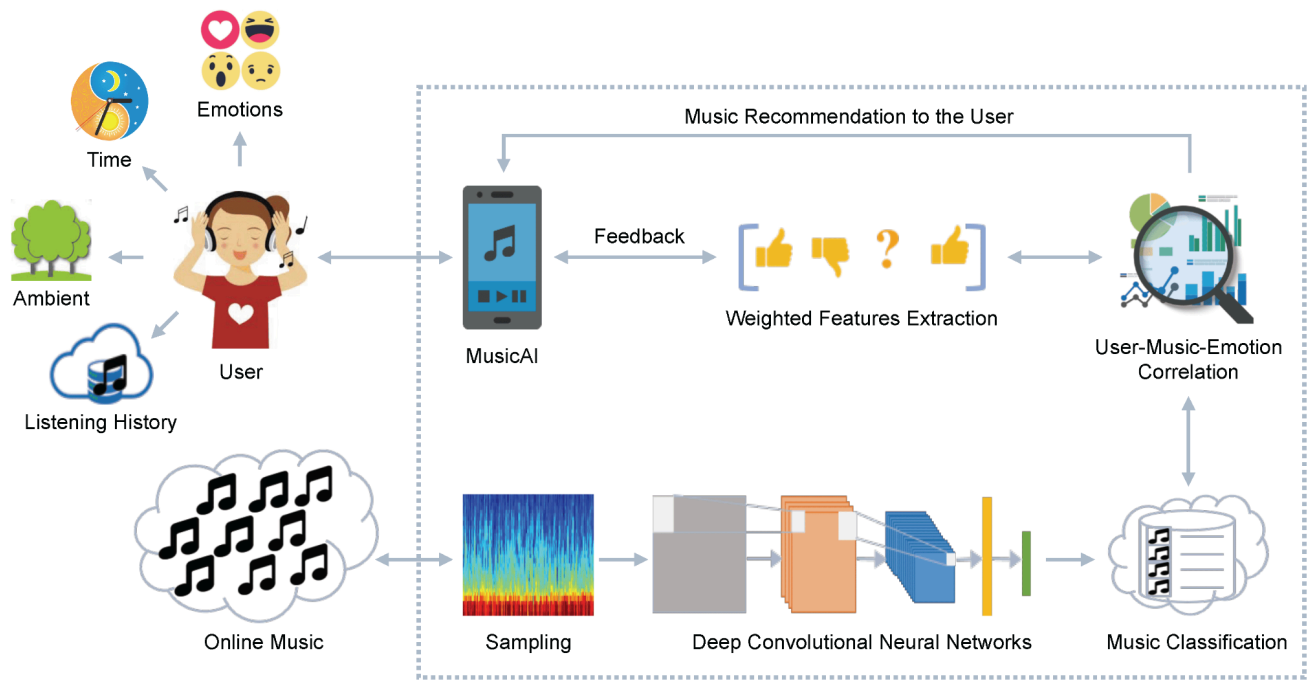 Emotions
Time
Music Recommendation to the User
Ambient
Feedback
?
User
MusicAI
Weighted Features Extraction
User-Music-Emotion
Correlation
Listening History
Online Music
Sampling
Deep Convolutional Neural Networks
Music Classification